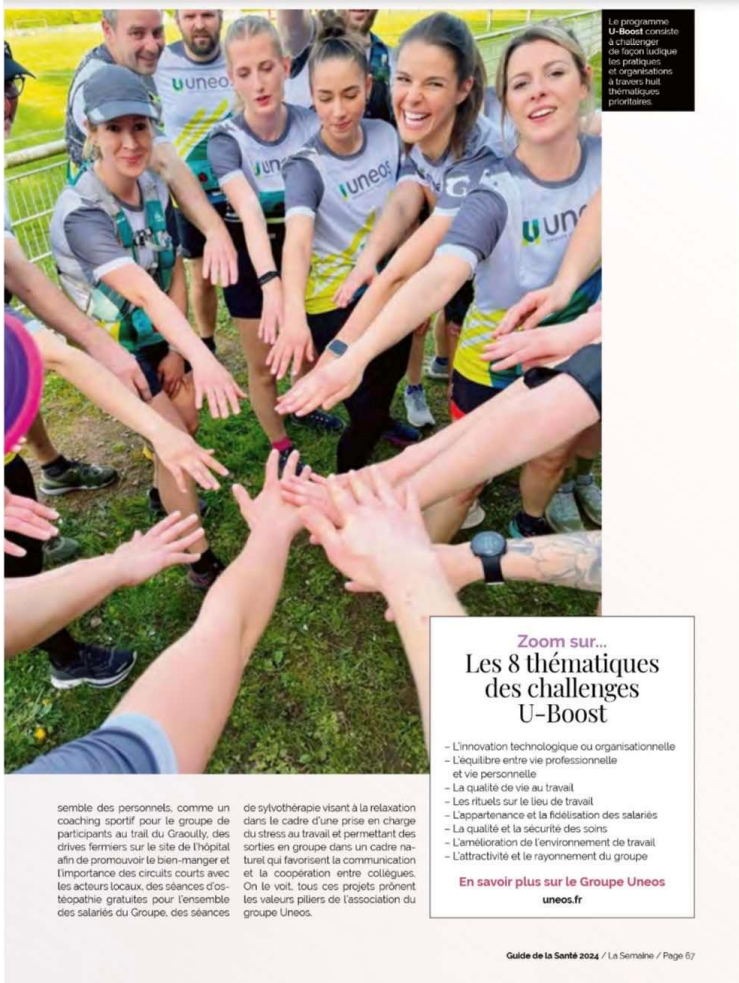 Le programme
U-Boost consiste
à challenger
de façon ludique
les pratiques
et organisations
à travers huit
thématiques
prioritaires.
uneo
un
uneos
G
une
Zoom sur...
Les 8 thématiques
des challenges
U-Boost
– L'innovation technologique ou organisationnelle
– L'équilibre entre vie professionnelle
et vie personnelle
– La qualité de vie au travail
– Les rituels sur le lieu de travail
– L'appartenance et la fidélisation des salariés
– La qualité et la sécurité des soins
– L'amélioration de l'environnement de travail
– L'attractivité et le rayonnement du groupe
En savoir plus sur le Groupe Uneos
uneos.fr
semble des personnels, comme un
coaching sportif pour le groupe de
participants au trail du Graoully, des
drives fermiers sur le site de l'hôpital
afin de promouvoir le bien-manger et
l'importance des circuits courts avec
les acteurs locaux, des séances d'os-
téopathie gratuites pour l'ensemble
des salariés du Groupe, des séances
de sylvothérapie visant à la relaxation
dans le cadre d'une prise en charge
du stress au travail et permettant des
sorties en groupe dans un cadre na-
turel qui favorisent la communication
et la coopération entre collègues.
On le voit, tous ces projets prônent
les valeurs piliers de l'association du
groupe Uneos.
Guide de la Santé 2024 / La Semaine / Page 67